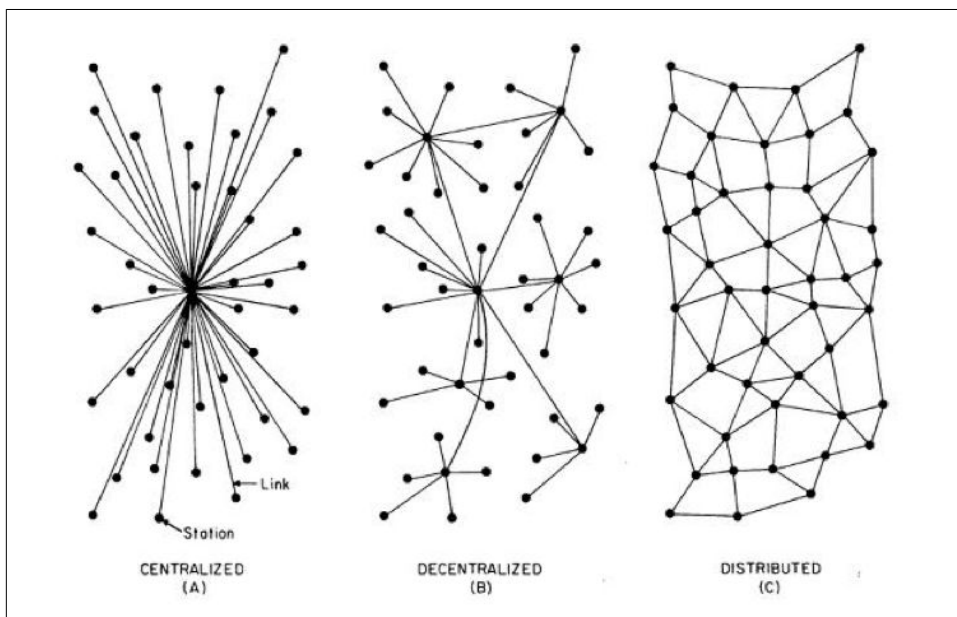 Link
Station
CENTRALIZED
(A)
DECENTRALIZED
(B)
DISTRIBUTED
(C)